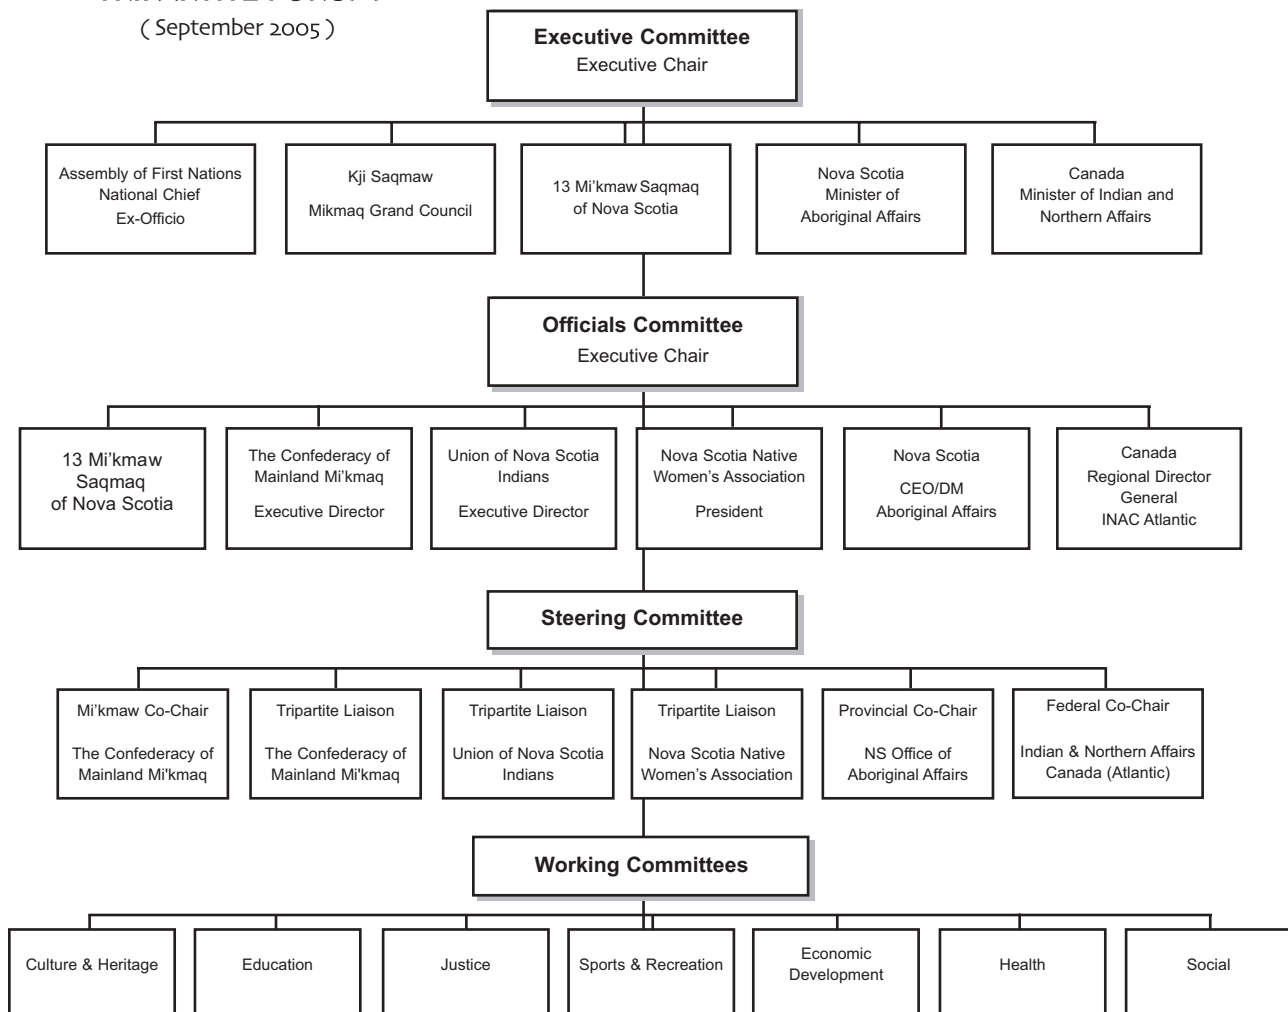 ( September 2005 )
Executive Committee
Executive Chair
Assembly of First Nations
National Chief
Ex-Officio
Kji Saqmaw
Mikmaq Grand Council
13 Mi'kmaw Saqmaq
of Nova Scotia
Nova Scotia
Minister of
Aboriginal Affairs
Canada
Minister of Indian and
Northern Affairs
Officials Committee
Executive Chair
13 Mi'kmaw
Saqmaq
of Nova Scotia
The Confederacy of
Mainland Mi'kmaq
Executive Director
Union of Nova Scotia
Indians
Executive Director
Nova Scotia Native
Women's Association
President
Nova Scotia
CEO/DM
Aboriginal Affairs
Canada
Regional Director
General
INAC Atlantic
Steering Committee
Mi'kmaw Co-Chair
The Confederacy of
Mainland Mi'kmaq
Tripartite Liaison
The Confederacy of
Mainland Mi'kmaq
Tripartite Liaison
Union of Nova Scotia
Indians
Tripartite Liaison
Nova Scotia Native
Women's Association
Provincial Co-Chair
NS Office of
Aboriginal Affairs
Federal Co-Chair
Indian & Northern Affairs
Canada (Atlantic)
Working Committees
Culture & Heritage
Education
Justice
Sports & Recreation
Economic
Development
Health
Social